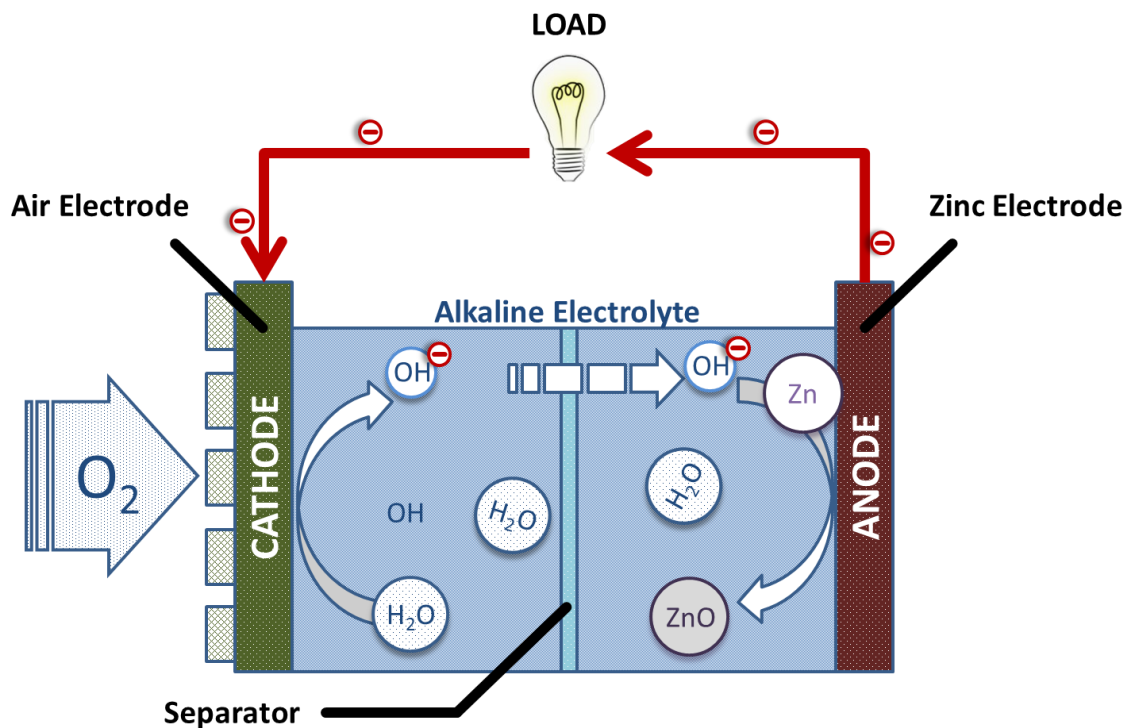 LOAD
Air Electrode
Zinc Electrode
Alkaline Electrolyte
OH
OH
Zn
O₂
CATHODE
ANODE
OH
H₂O
H₂O
H₂O
ZnO
Separator